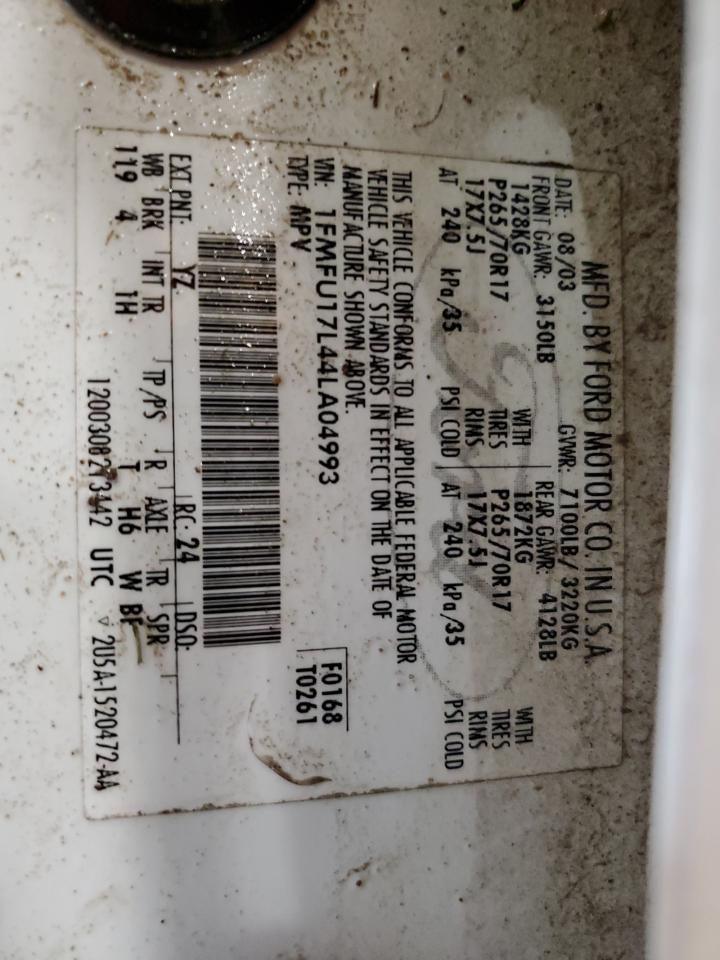 MFD. BY FORD MOTOR CO. IN U.S.A.
DATE: 08/03 GVWR: 7100LB/ 3220KG
FRONT GAWR: 3150LB REAR GAWR: 4128LB
1428KG WITH 1872KG WITH
P265/70R17 TIRES P265/70R17 TIRES
17X7.5J RIMS 17X7.5J RIMS
AT 240 kPa/35 PSI COLD AT 240 kPa/35 PSI COLD
THIS VEHICLE CONFORMS TO ALL APPLICABLE FEDERAL MOTOR
VEHICLE SAFETY STANDARDS IN EFFECT ON THE DATE OF
MANUFACTURE SHOWN ABOVE.
VIN: 1FMFU17L44LA04993 F0168
TYPE: MPV T0261
EXT PNT: YZ RC: 24 DSO:
WB BRK INT TR TP/PS R AXLE TR SPR
119 4 1H T H6 W
UTC 2U5A-1520472-AA